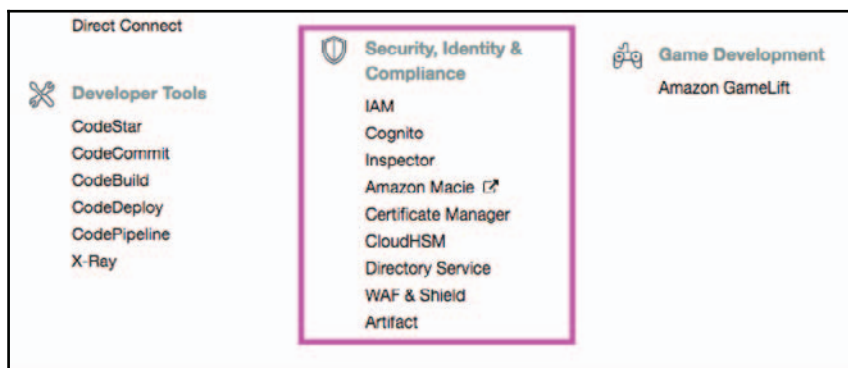 Direct Connect
Developer Tools
CodeStar
CodeCommit
CodeBuild
CodeDeploy
CodePipeline
X-Ray
Security, Identity &
Compliance
IAM
Cognito
Inspector
Amazon Macie
Certificate Manager
CloudHSM
Directory Service
WAF & Shield
Artifact
Game Development
Amazon GameLift